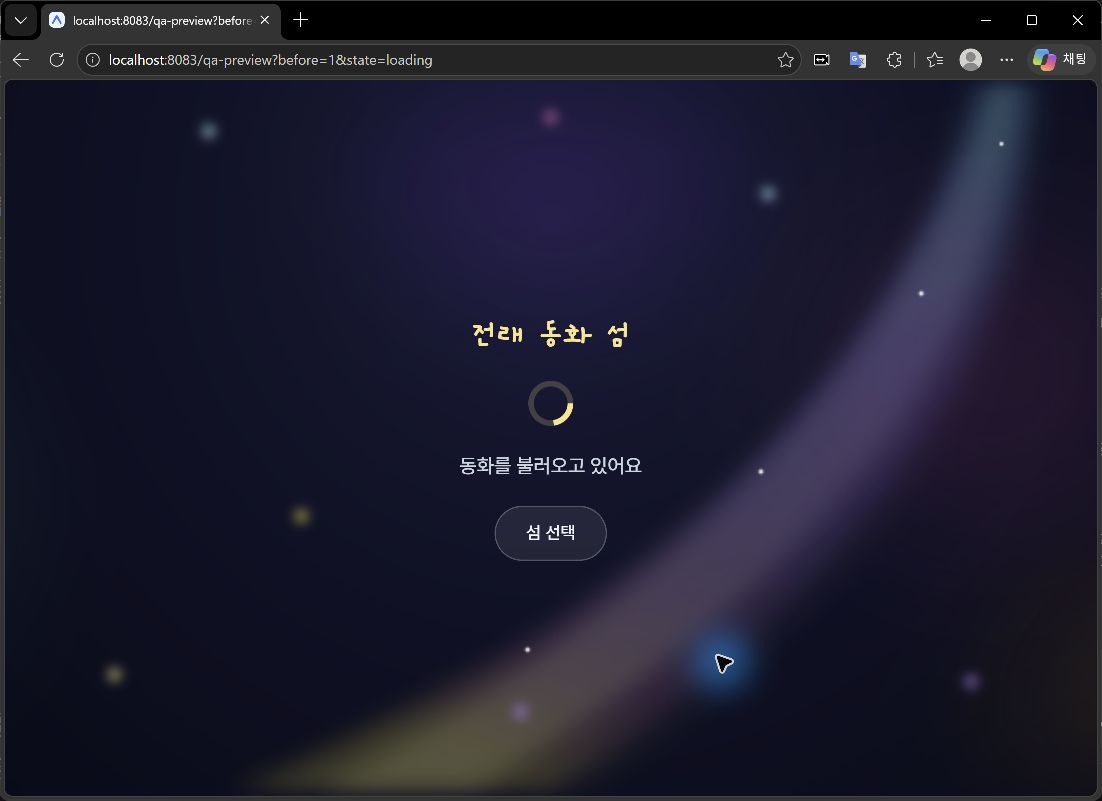 localhost:8083/qa-preview?before
localhost:8083/qa-preview?before=1&state=loading
채팅
전래 동화 섬
동화를 불러오고 있어요
섬 선택